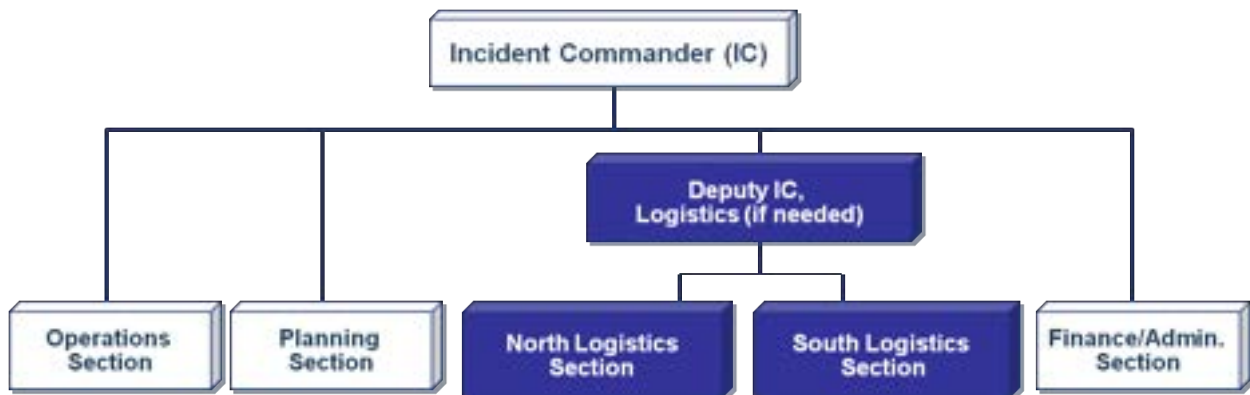 Incident Commander (IC)
Deputy IC,
Logistics (if needed)
Operations
Section
Planning
Section
North Logistics
Section
South Logistics
Section
Finance/Admin.
Section